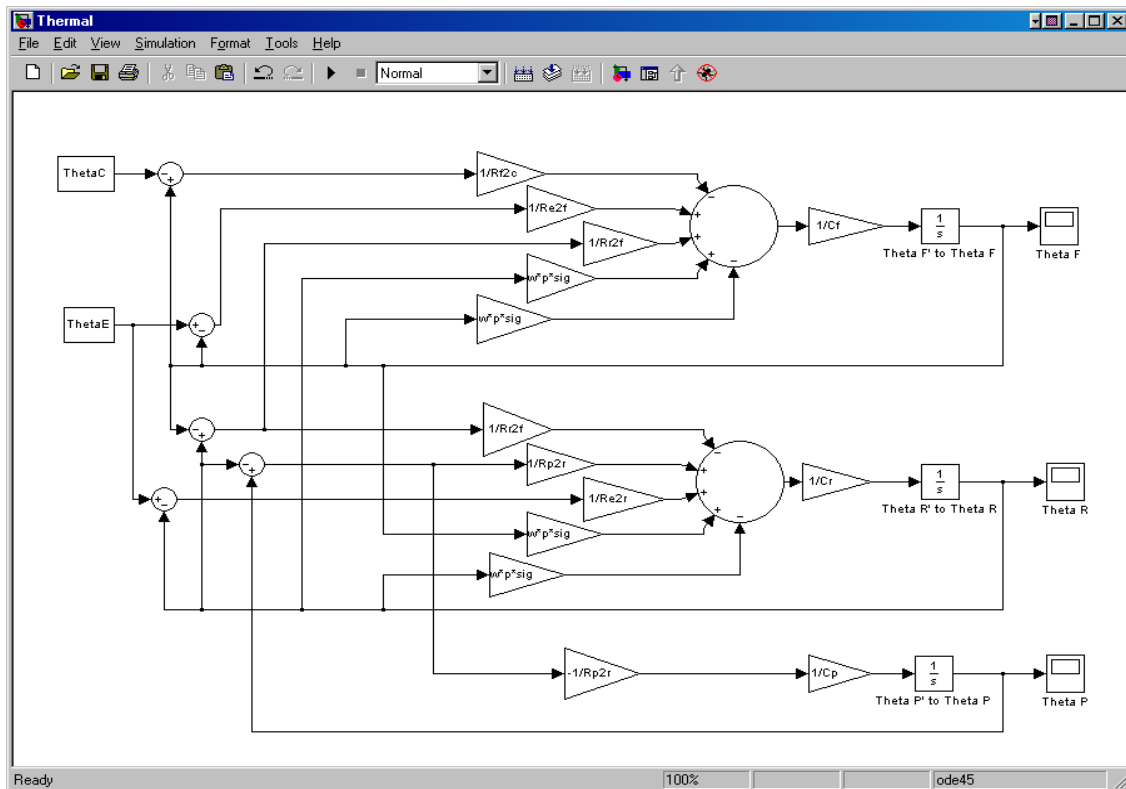 Thermal
File Edit View Simulation Format Tools Help
Normal
ThetaC
- +
1/Rf2c
1/Re2f
1/Rr2f
w*p*sig
w*p*sig
- + + + -
1/Cf
1
s
Theta F' to Theta F
Theta F
ThetaE
+ -
- +
1/Rr2f
- +
1/Rp2r
+ -
1/Re2r
w*p*sig
w*p*sig
- + + + -
1/Cr
1
s
Theta R' to Theta R
Theta R
-1/Rp2r
1/Cp
1
s
Theta P' to Theta P
Theta P
Ready 100% ode45